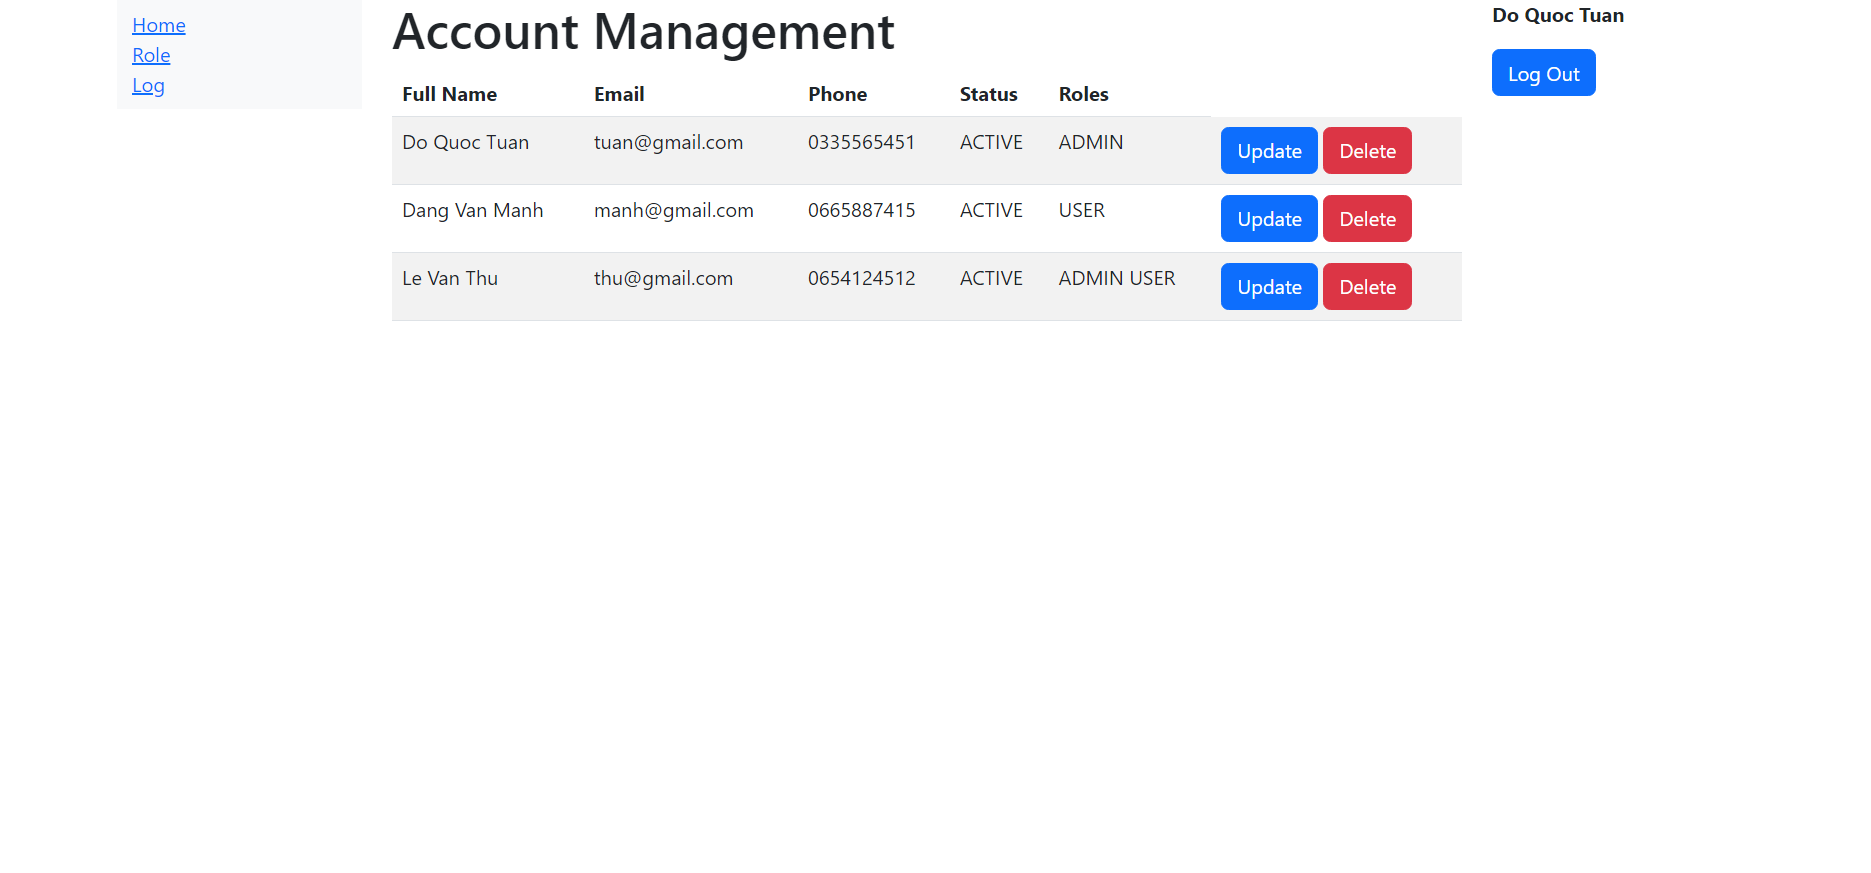 Home
Role
Log
Account Management
Full Name Email Phone Status Roles
Do Quoc Tuan tuan@gmail.com 0335565451 ACTIVE ADMIN Update Delete
Dang Van Manh manh@gmail.com 0665887415 ACTIVE USER Update Delete
Le Van Thu thu@gmail.com 0654124512 ACTIVE ADMIN USER Update Delete
Do Quoc Tuan
Log Out